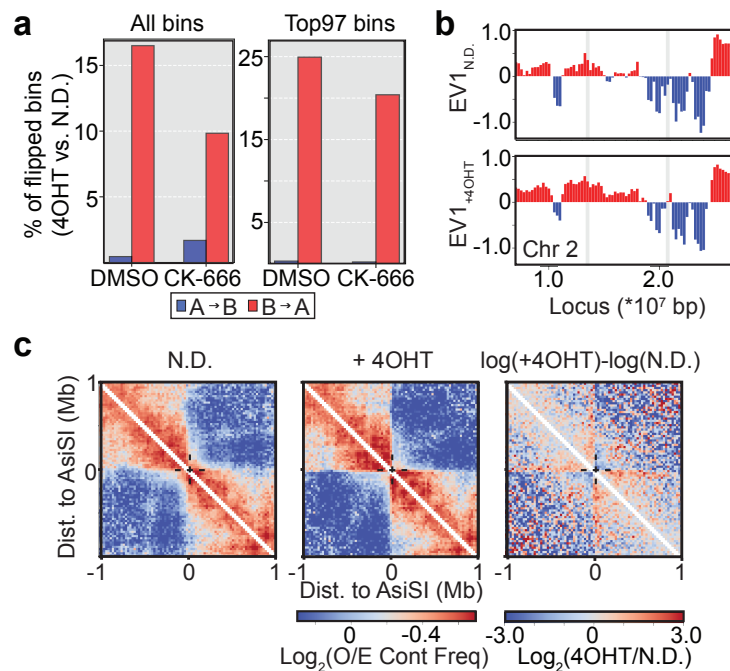 a
All bins
Top97 bins
% of flipped bins
(4OHT vs. N.D.)
15
10
5
25
15
5
DMSO CK-666
DMSO CK-666
A→B B→A
b
EV1N.D.
1.0
0
-1.0
EV1+4OHT
1.0
0
-1.0
Chr 2
1.0 2.0
Locus (*10⁷ bp)
c
N.D.
+ 4OHT
log(+4OHT)-log(N.D.)
Dist. to AsiSI (Mb)
1
0
-1
-1 0 1
-1 0 1
-1 0 1
Dist. to AsiSI (Mb)
0 -0.4
Log₂(O/E Cont Freq)
-3.0 0 3.0
Log₂(4OHT/N.D.)